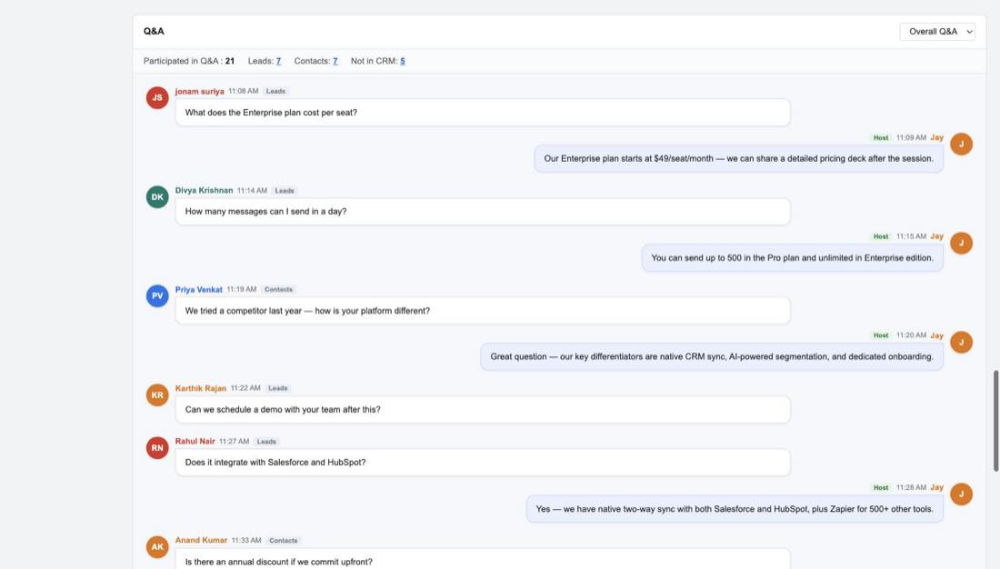 Q&A
Overall Q&A
Participated in Q&A : 21 Leads: 7 Contacts: 7 Not in CRM: 5
JS
jonam suriya 11:08 AM Leads
What does the Enterprise plan cost per seat?
Host 11:09 AM Jay
J
Our Enterprise plan starts at $49/seat/month — we can share a detailed pricing deck after the session.
DK
Divya Krishnan 11:14 AM Leads
How many messages can I send in a day?
Host 11:15 AM Jay
J
You can send up to 500 in the Pro plan and unlimited in Enterprise edition.
PV
Priya Venkat 11:19 AM Contacts
We tried a competitor last year — how is your platform different?
Host 11:20 AM Jay
J
Great question — our key differentiators are native CRM sync, AI-powered segmentation, and dedicated onboarding.
KR
Karthik Rajan 11:22 AM Leads
Can we schedule a demo with your team after this?
RN
Rahul Nair 11:27 AM Leads
Does it integrate with Salesforce and HubSpot?
Host 11:28 AM Jay
J
Yes — we have native two-way sync with both Salesforce and HubSpot, plus Zapier for 500+ other tools.
AK
Anand Kumar 11:33 AM Contacts
Is there an annual discount if we commit upfront?